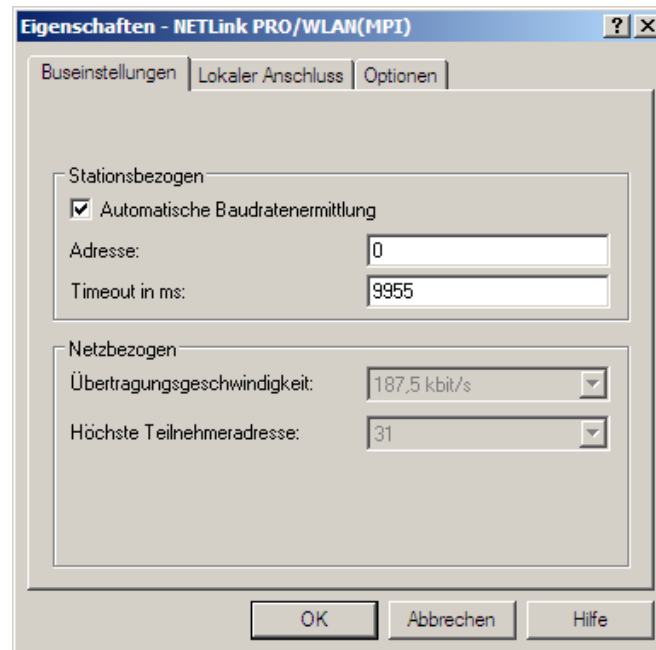 Eigenschaften - NETLink PRO/WLAN(MPI)
Buseinstellungen Lokaler Anschluss Optionen
Stationsbezogen
Automatische Baudratenermittlung
Adresse: 0
Timeout in ms: 9955
Netzbezogen
Übertragungsgeschwindigkeit: 187,5 kbit/s
Höchste Teilnehmeradresse: 31
OK Abbrechen Hilfe